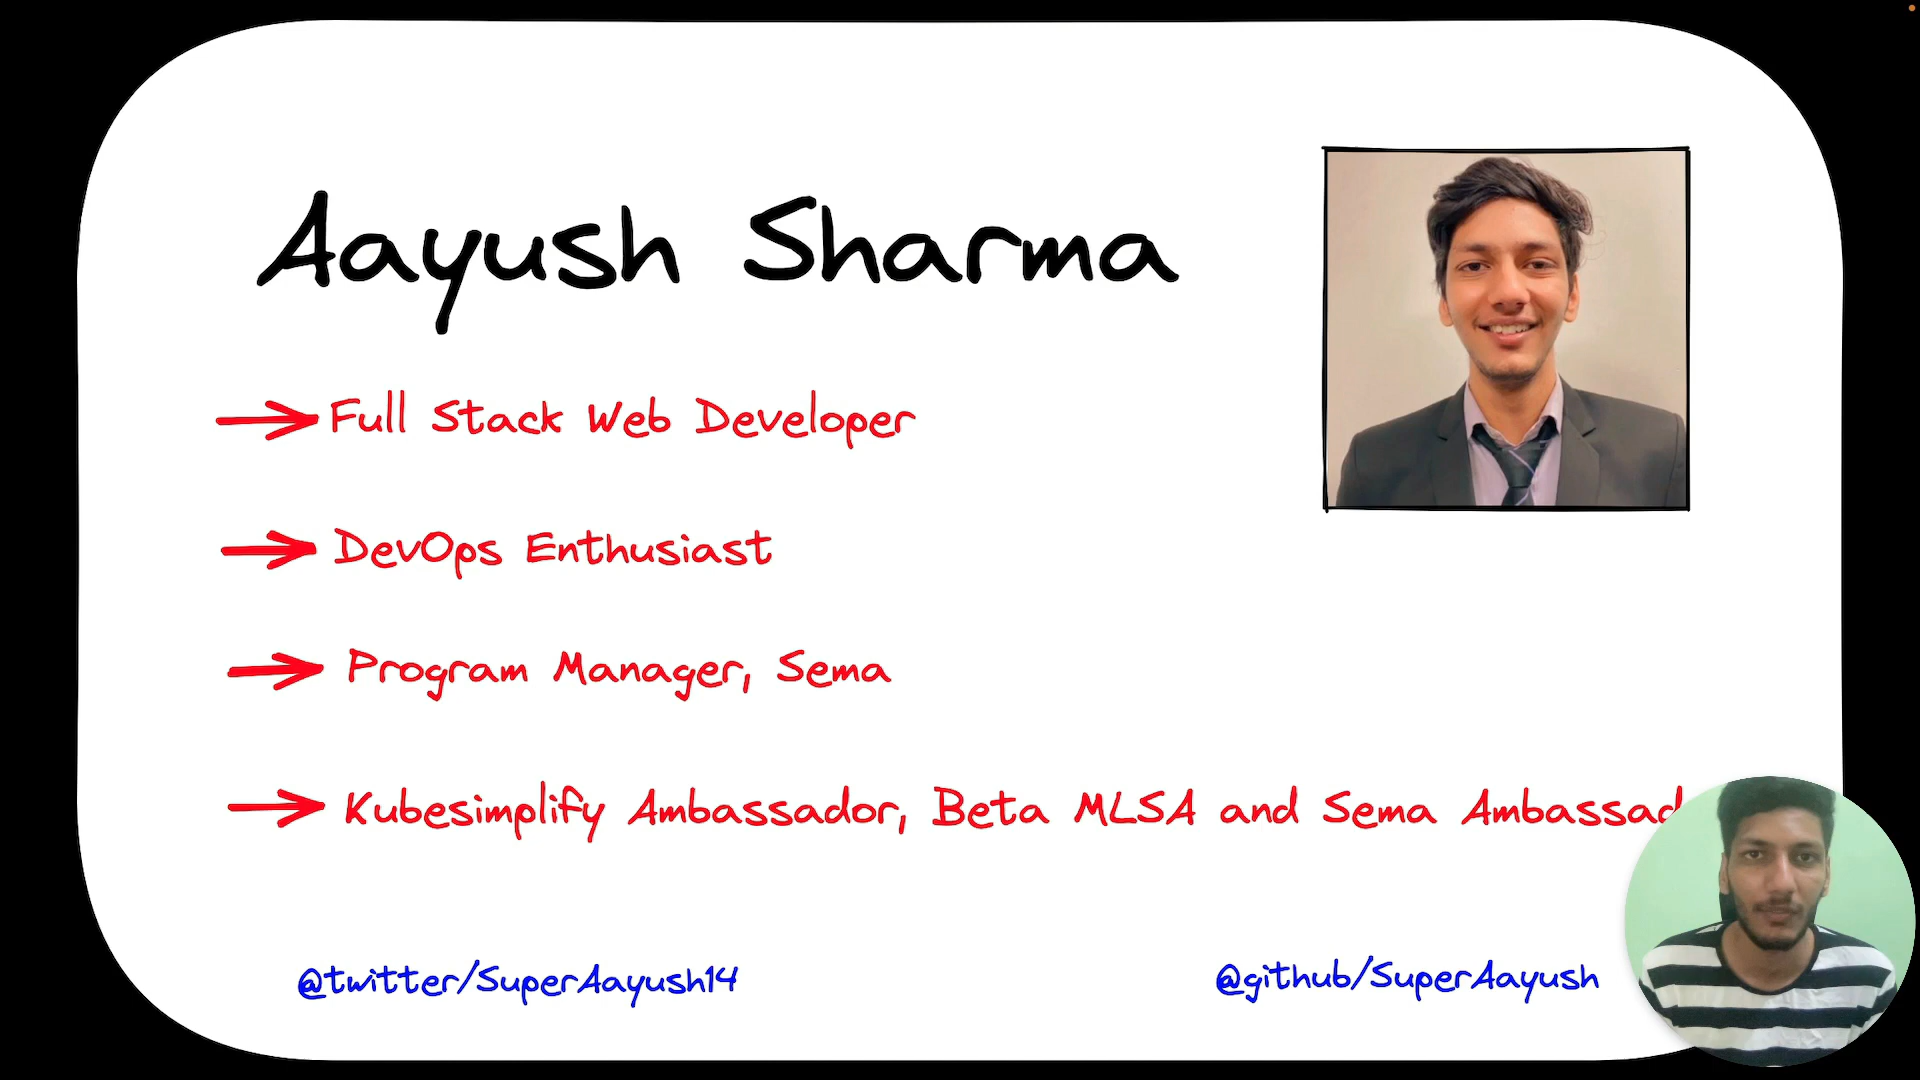 Aayush Sharma
Full Stack Web Developer
DevOps Enthusiast
Program Manager, Sema
Kubesimplify Ambassador, Beta MLSA and Sema
@twitter/SuperAayush14
@github/SuperAayush